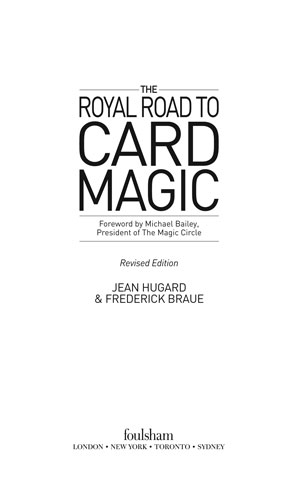 THE
ROYAL ROAD TO
CARD
MAGIC
Foreword by Michael Bailey,
President of The Magic Circle
Revised Edition
JEAN HUGARD
& FREDERICK BRAUE
foulsham
LONDON • NEW YORK • TORONTO • SYDNEY